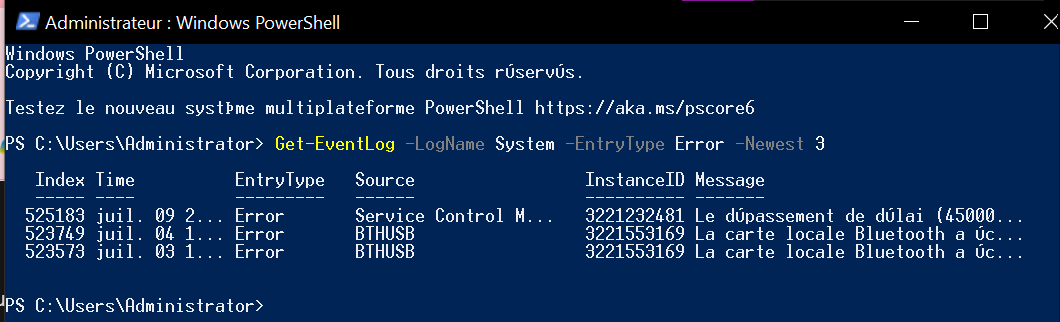 Administrateur : Windows PowerShell
Windows PowerShell
Copyright (C) Microsoft Corporation. Tous droits rÚservÚs.
Testez le nouveau systÞme multiplateforme PowerShell https://aka.ms/pscore6
PS C:\Users\Administrator> Get-EventLog -LogName System -EntryType Error -Newest 3
Index Time EntryType Source InstanceID Message
----- ---- --------- ------ ---------- -------
525183 juil. 09 2... Error Service Control M... 3221232481 Le dÚpassement de dÚlai (45000...
523749 juil. 04 1... Error BTHUSB 3221553169 La carte locale Bluetooth a Úc...
523573 juil. 03 1... Error BTHUSB 3221553169 La carte locale Bluetooth a Úc...
PS C:\Users\Administrator>